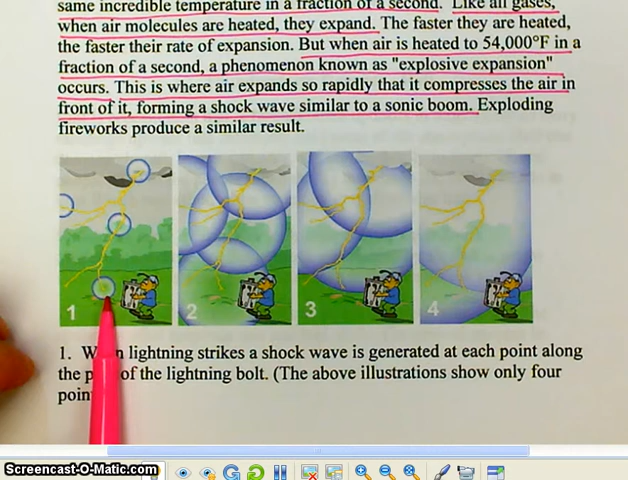 same incredible temperature in a fraction of a second. Like all gases,
when air molecules are heated, they expand. The faster they are heated,
the faster their rate of expansion. But when air is heated to 54,000°F in a
fraction of a second, a phenomenon known as "explosive expansion"
occurs. This is where air expands so rapidly that it compresses the air in
front of it, forming a shock wave similar to a sonic boom. Exploding
fireworks produce a similar result.
1 2 3 4
1. W n lightning strikes a shock wave is generated at each point along
the p of the lightning bolt. (The above illustrations show only four
poin
Screencast-O-Matic.com